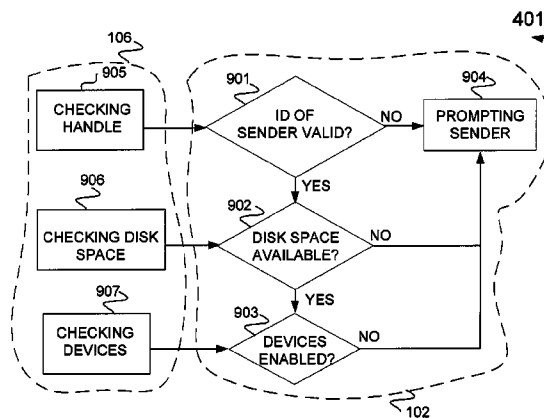 401
106
905
CHECKING
HANDLE
901
ID OF
SENDER VALID?
NO
904
PROMPTING
SENDER
YES
906
CHECKING DISK
SPACE
902
DISK SPACE
AVAILABLE?
NO
YES
907
CHECKING
DEVICES
903
DEVICES
ENABLED?
NO
102